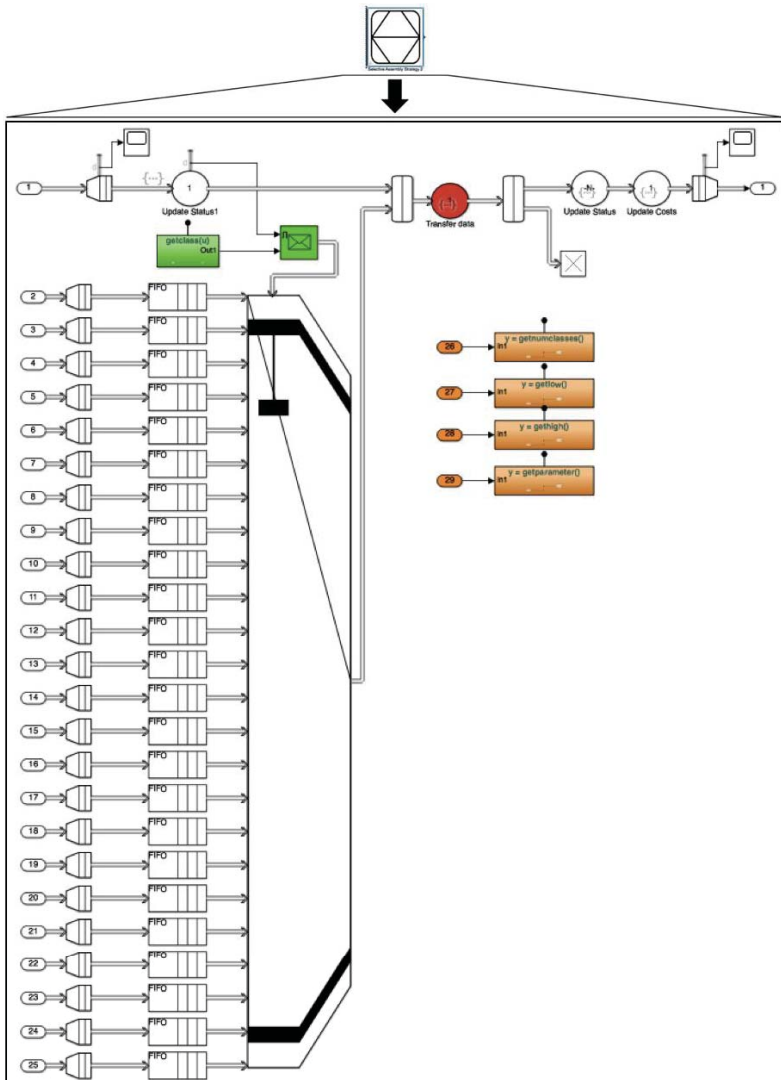 Selective Assembly Strategy 2
1
{...}
1
Update Status1
getclass(u)
Out1
Transfer data
N
{...}
Update Status
1
{...}
Update Costs
1
2
FIFO
3
FIFO
4
FIFO
5
FIFO
6
FIFO
7
FIFO
8
FIFO
9
FIFO
10
FIFO
11
FIFO
12
FIFO
13
FIFO
14
FIFO
15
FIFO
16
FIFO
17
FIFO
18
FIFO
19
FIFO
20
FIFO
21
FIFO
22
FIFO
23
FIFO
24
FIFO
25
FIFO
26
In1
y = getnumclasses()
27
In1
y = getlow()
28
In1
y = gethigh()
29
In1
y = getparameter()